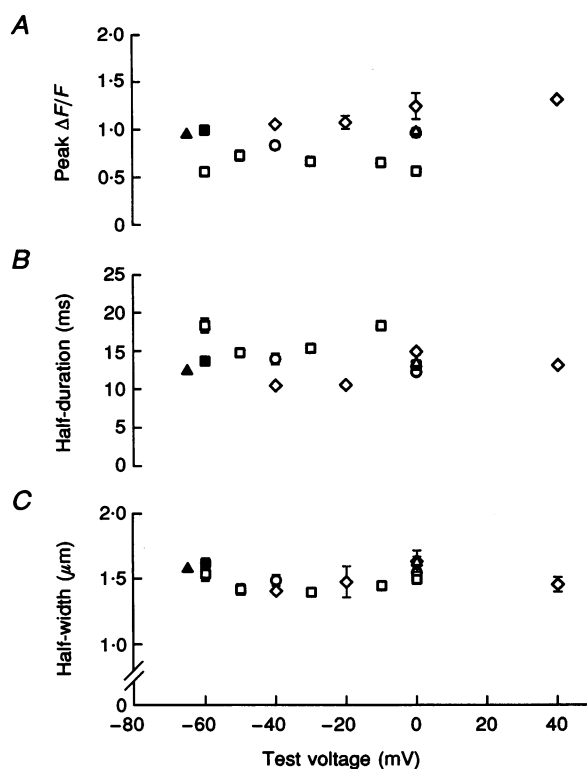 A
2·0
1·5
1·0
0·5
0
Peak ΔF/F
B
25
20
15
10
5
0
Half-duration (ms)
C
2·0
1·5
1·0
0
Half-width (μm)
−80 −60 −40 −20 0 20 40
Test voltage (mV)